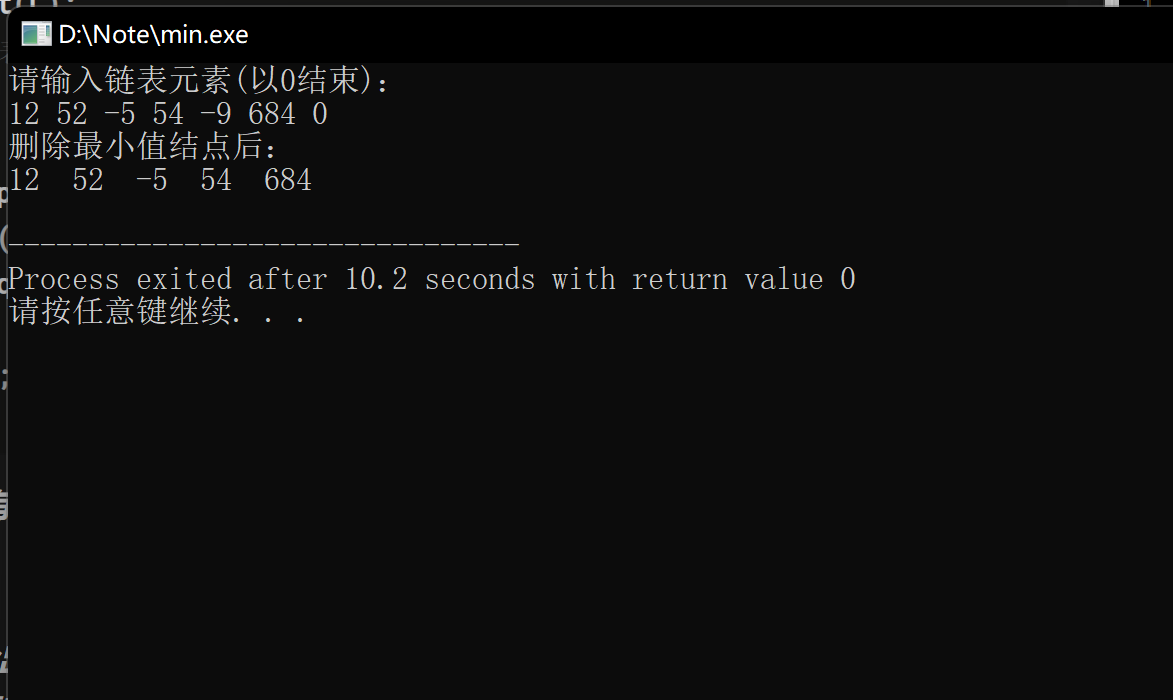 D:\Note\min.exe
请输入链表元素(以0结束):
12 52 -5 54 -9 684 0
删除最小值结点后:
12  52  -5  54  684
--------------------------------
Process exited after 10.2 seconds with return value 0
请按任意键继续. . .